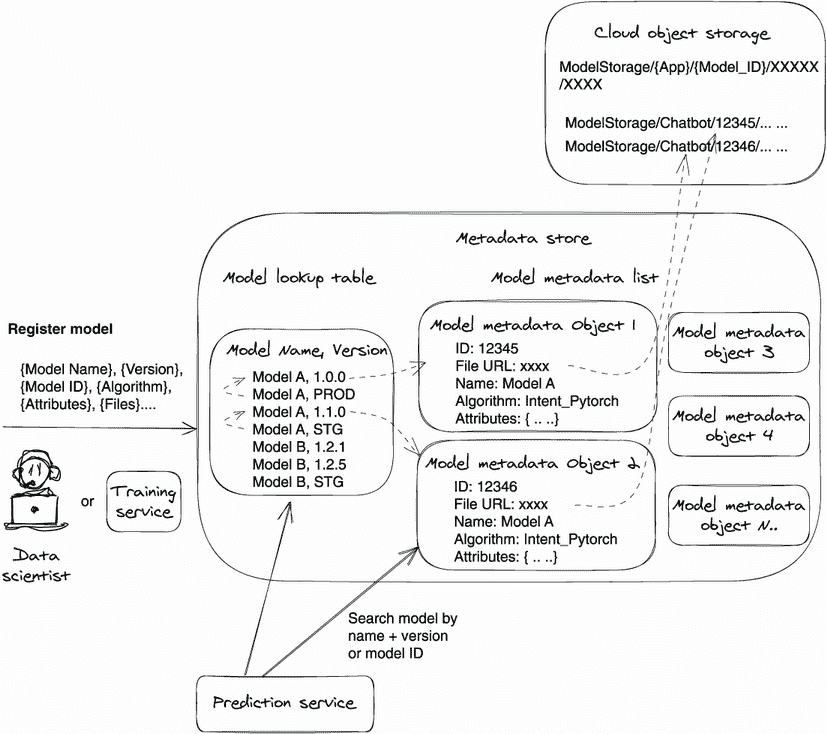 Cloud object storage
ModelStorage/{App}/{Model_ID}/XXXXX
/XXXX
ModelStorage/Chatbot/12345/... ...
ModelStorage/Chatbot/12346/... ...
Metadata store
Model lookup table
Model metadata list
Register model
{Model Name}, {Version},
{Model ID}, {Algorithm},
{Attributes}, {Files}....
Data
scientist
or
Training
service
Model Name, Version
Model A, 1.0.0
Model A, PROD
Model A, 1.1.0
Model A, STG
Model B, 1.2.1
Model B, 1.2.5
Model B, STG
Model metadata Object 1
ID: 12345
File URL: xxxx
Name: Model A
Algorithm: Intent_Pytorch
Attributes: { .. ..}
Model metadata Object 2
ID: 12346
File URL: xxxx
Name: Model A
Algorithm: Intent_Pytorch
Attributes: { .. ..}
Model metadata
object 3
Model metadata
object 4
Model metadata
object N..
Search model by
name + version
or model ID
Prediction service